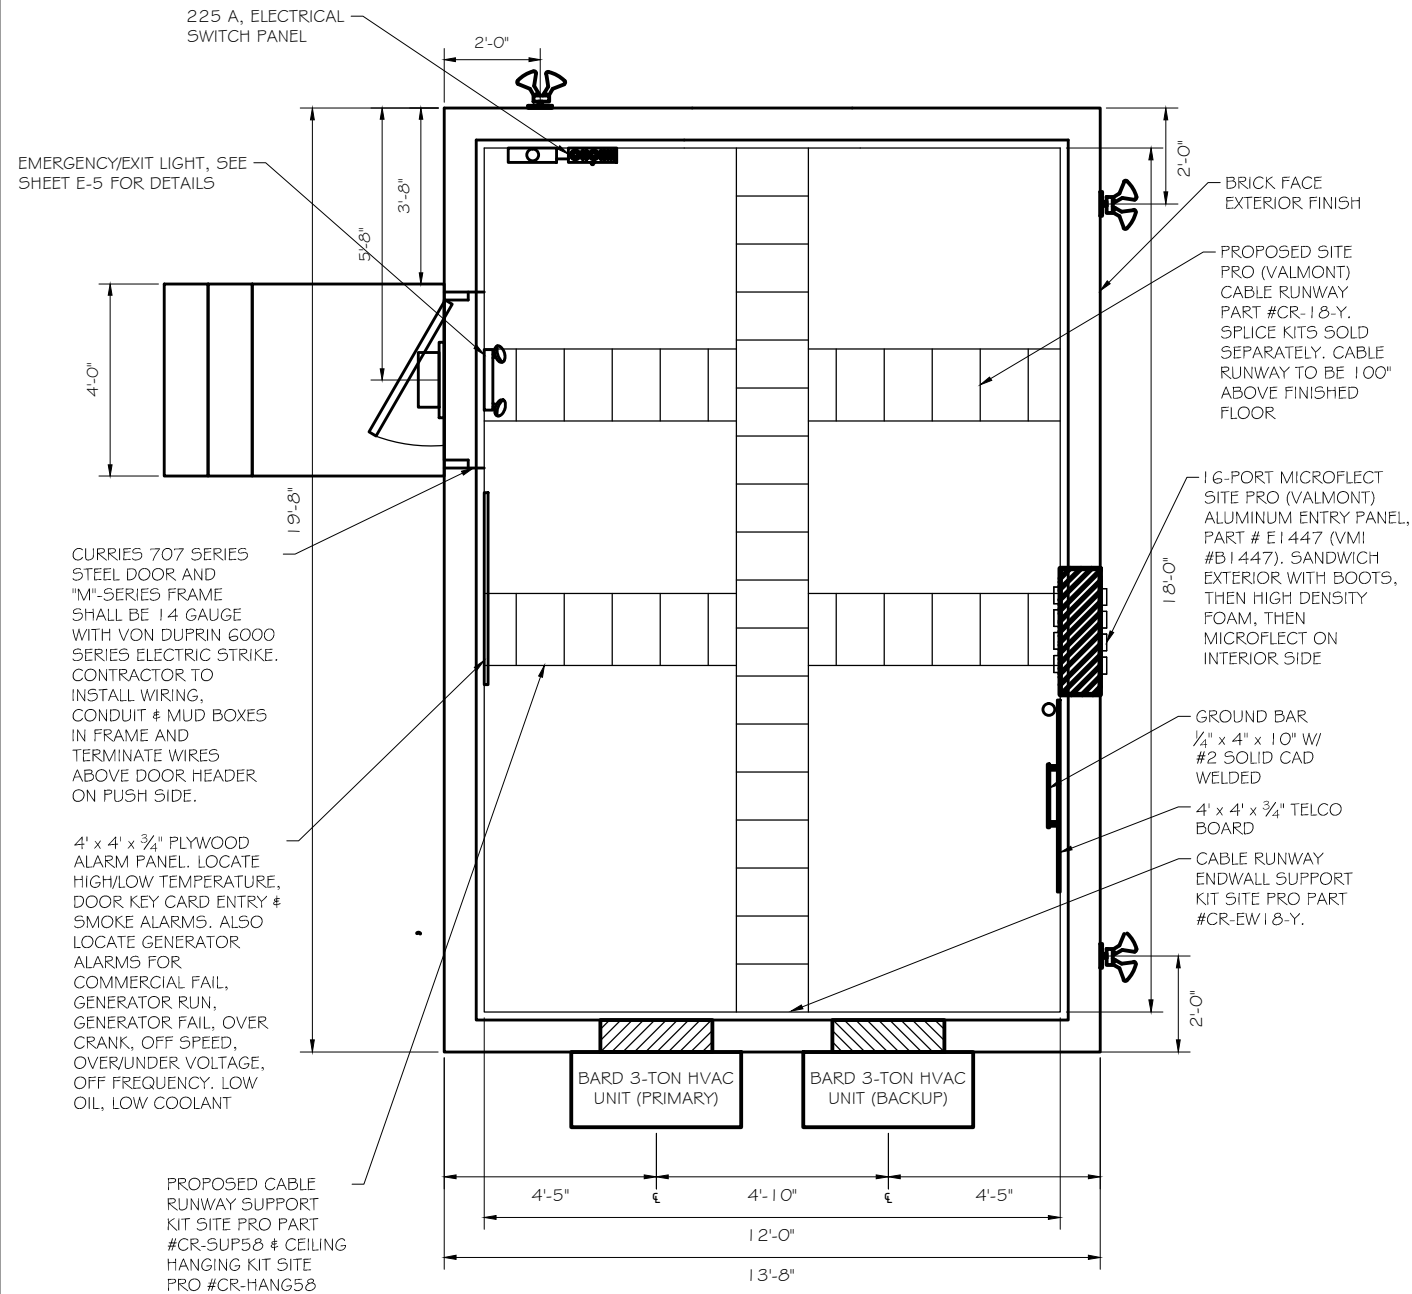 225 A, ELECTRICAL
SWITCH PANEL
2'-0"
EMERGENCY/EXIT LIGHT, SEE
SHEET E-5 FOR DETAILS
3'-8"
5'-8"
2'-0"
BRICK FACE
EXTERIOR FINISH
PROPOSED SITE
PRO (VALMONT)
CABLE RUNWAY
PART #CR-18-Y.
SPLICE KITS SOLD
SEPARATELY. CABLE
RUNWAY TO BE 100"
ABOVE FINISHED
FLOOR
4'-0"
19'-8"
18'-0"
16-PORT MICROFLECT
SITE PRO (VALMONT)
ALUMINUM ENTRY PANEL,
PART # E1447 (VMI
#B1447). SANDWICH
EXTERIOR WITH BOOTS,
THEN HIGH DENSITY
FOAM, THEN
MICROFLECT ON
INTERIOR SIDE
CURRIES 707 SERIES
STEEL DOOR AND
"M"-SERIES FRAME
SHALL BE 14 GAUGE
WITH VON DUPRIN 6000
SERIES ELECTRIC STRIKE.
CONTRACTOR TO
INSTALL WIRING,
CONDUIT & MUD BOXES
IN FRAME AND
TERMINATE WIRES
ABOVE DOOR HEADER
ON PUSH SIDE.
GROUND BAR
¼" x 4" x 10" W/
#2 SOLID CAD
WELDED
4' x 4' x ¾" TELCO
BOARD
CABLE RUNWAY
ENDWALL SUPPORT
KIT SITE PRO PART
#CR-EW18-Y.
4' x 4' x ¾" PLYWOOD
ALARM PANEL. LOCATE
HIGH/LOW TEMPERATURE,
DOOR KEY CARD ENTRY &
SMOKE ALARMS. ALSO
LOCATE GENERATOR
ALARMS FOR
COMMERCIAL FAIL,
GENERATOR RUN,
GENERATOR FAIL, OVER
CRANK, OFF SPEED,
OVER/UNDER VOLTAGE,
OFF FREQUENCY. LOW
OIL, LOW COOLANT
2'-0"
BARD 3-TON HVAC
UNIT (PRIMARY)
BARD 3-TON HVAC
UNIT (BACKUP)
PROPOSED CABLE
RUNWAY SUPPORT
KIT SITE PRO PART
#CR-SUP58 & CEILING
HANGING KIT SITE
PRO #CR-HANG58
4'-5" ℄ 4'-10" ℄ 4'-5"
12'-0"
13'-8"